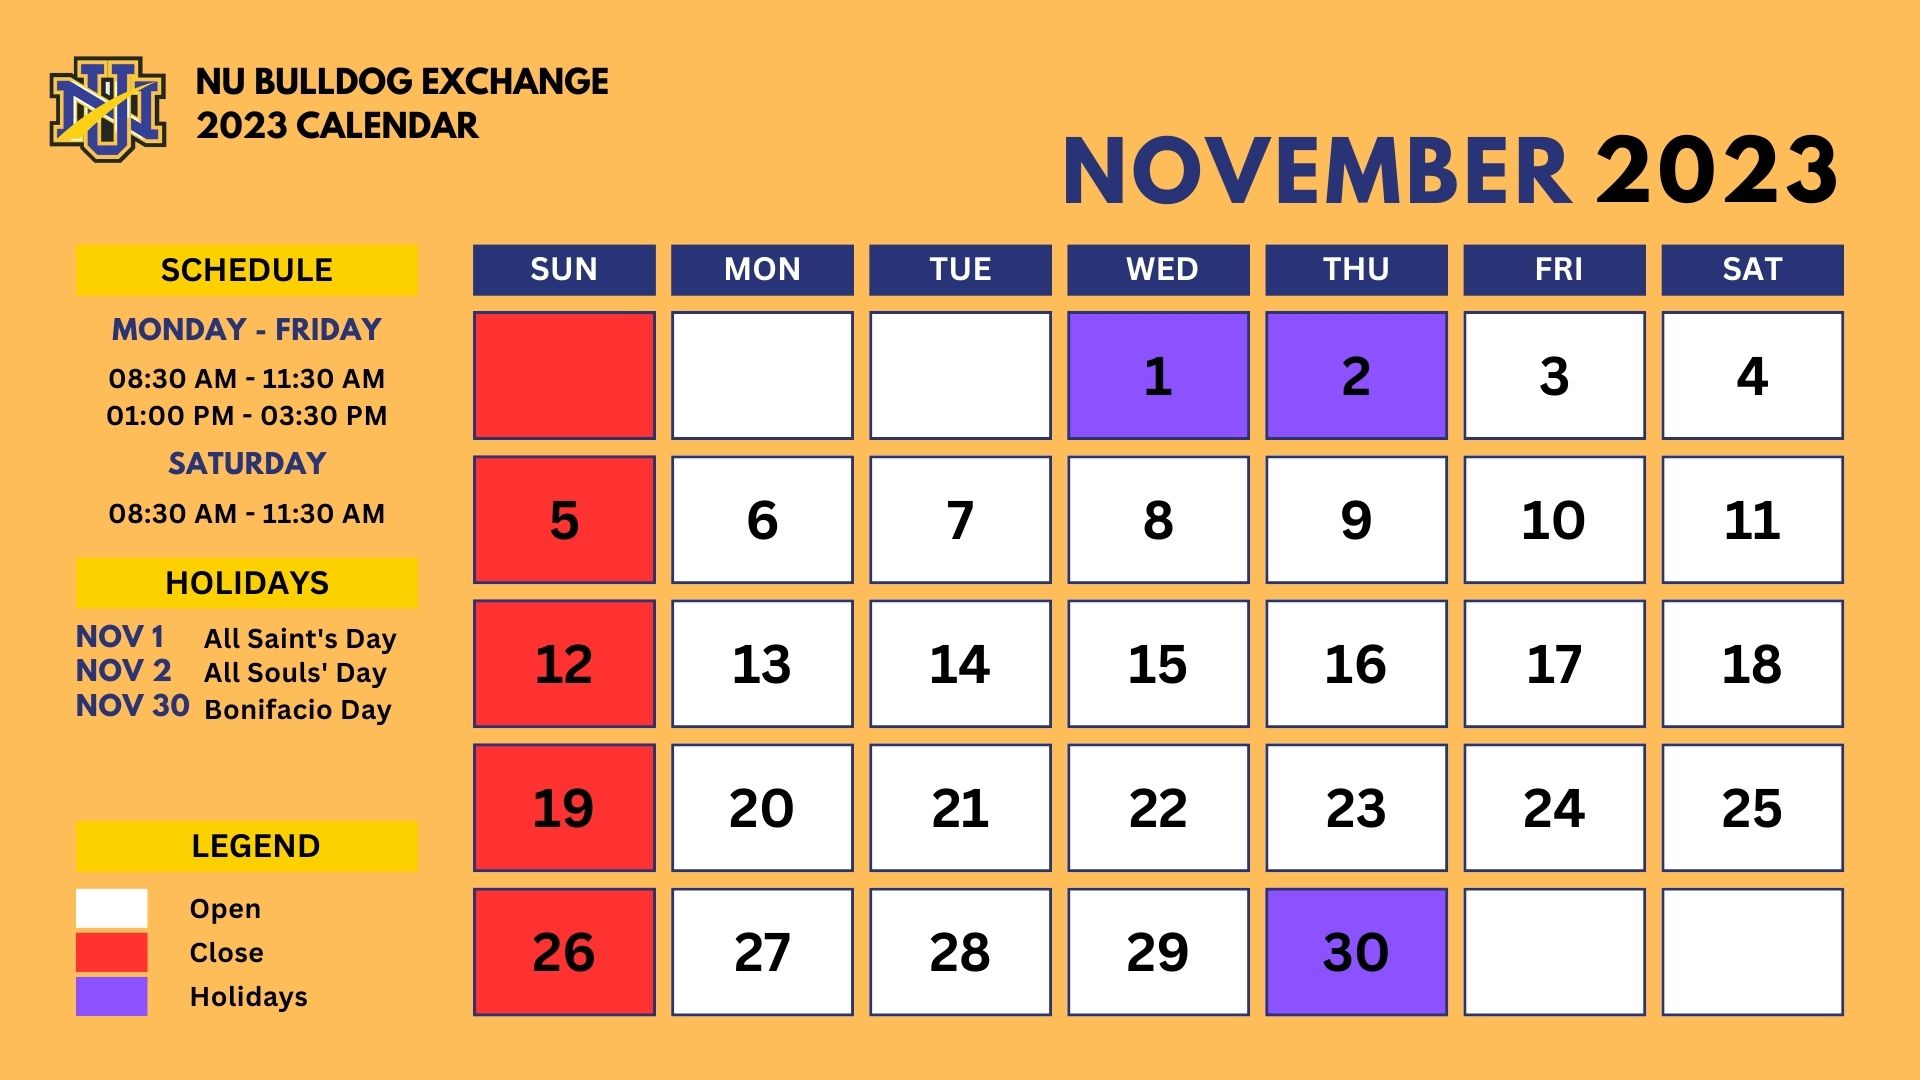 NU
NU BULLDOG EXCHANGE
2023 CALENDAR
NOVEMBER 2023
SCHEDULE
MONDAY - FRIDAY
08:30 AM - 11:30 AM
01:00 PM - 03:30 PM
SATURDAY
08:30 AM - 11:30 AM
HOLIDAYS
NOV 1 All Saint's Day
NOV 2 All Souls' Day
NOV 30 Bonifacio Day
LEGEND
Open
Close
Holidays
SUN MON TUE WED THU FRI SAT
1 2 3 4
5 6 7 8 9 10 11
12 13 14 15 16 17 18
19 20 21 22 23 24 25
26 27 28 29 30